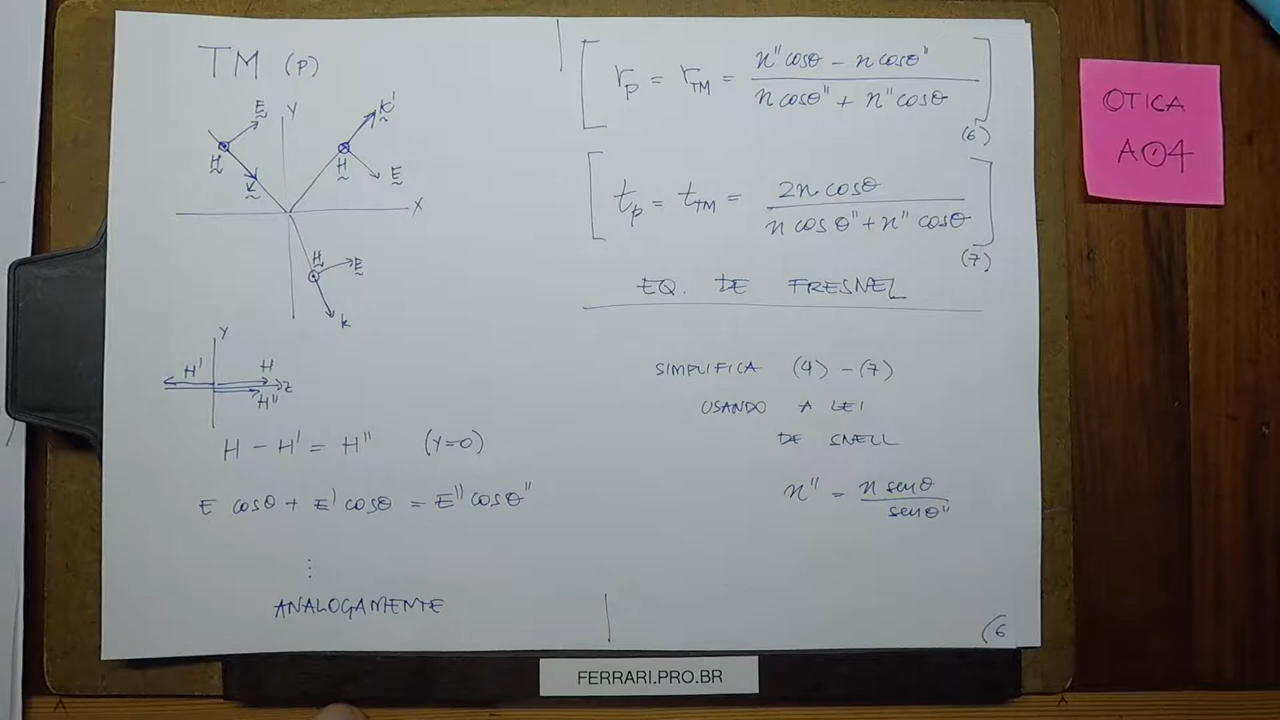 TM (p)
E
Y
k'
H
k
H
E
X
H
E
k
Y
H'
H
Z
H''
H - H' = H'' (Y=0)
E cosθ + E' cosθ = E'' cosθ''
⋮
ANALOGAMENTE
r_p = r_TM = (n'' cosθ - n cosθ'') / (n cosθ'' + n'' cosθ)
(6)
t_p = t_TM = 2n cosθ / (n cosθ'' + n'' cosθ)
(7)
EQ. DE FRESNEL
SIMPLIFICA (4) - (7)
USANDO A LEI
DE SNELL
n'' = n senθ / senθ''
(6
OTICA
A04
FERRARI.PRO.BR